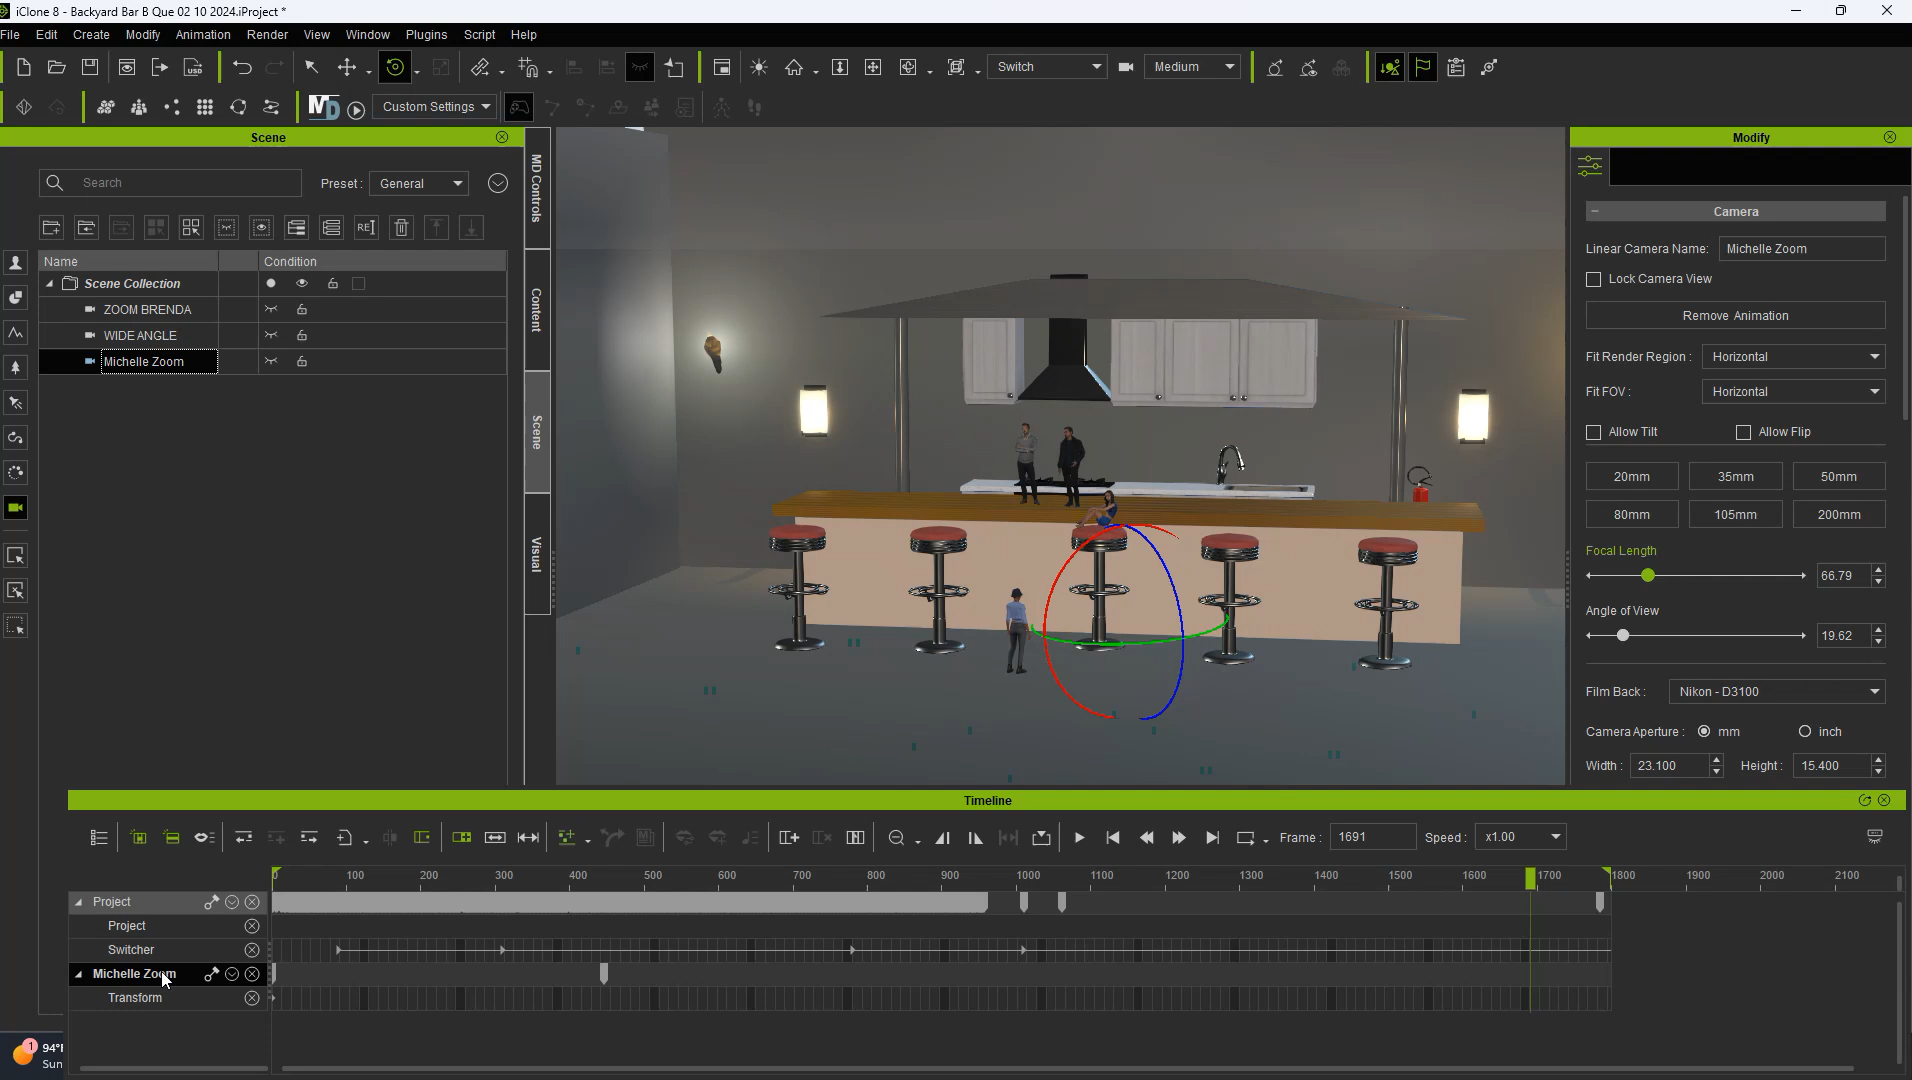 iClone 8 - Backyard Bar B Que 02 10 2024.iProject *
File Edit Create Modify Animation Render View Window Plugins Script Help
USD
Switch
Medium
MD
Custom Settings
Scene
Search
Preset :
General
RE
Name
Condition
Scene Collection
ZOOM BRENDA
WIDE ANGLE
Michelle Zoom
MD Controls
Content
Scene
Visual
Modify
Camera
Linear Camera Name:
Michelle Zoom
Lock Camera View
Remove Animation
Fit Render Region :
Horizontal
Fit FOV :
Horizontal
Allow Tilt
Allow Flip
20mm
35mm
50mm
80mm
105mm
200mm
Focal Length
66.79
Angle of View
19.62
Film Back :
Nikon - D3100
Camera Aperture :
mm
inch
Width :
23.100
Height :
15.400
Timeline
Frame :
1691
Speed :
x1.00
0 100 200 300 400 500 600 700 800 900 1000 1100 1200 1300 1400 1500 1600 1700 1800 1900 2000 2100
Project
Project
Switcher
Michelle Zoom
Transform
1
94°F
Sun